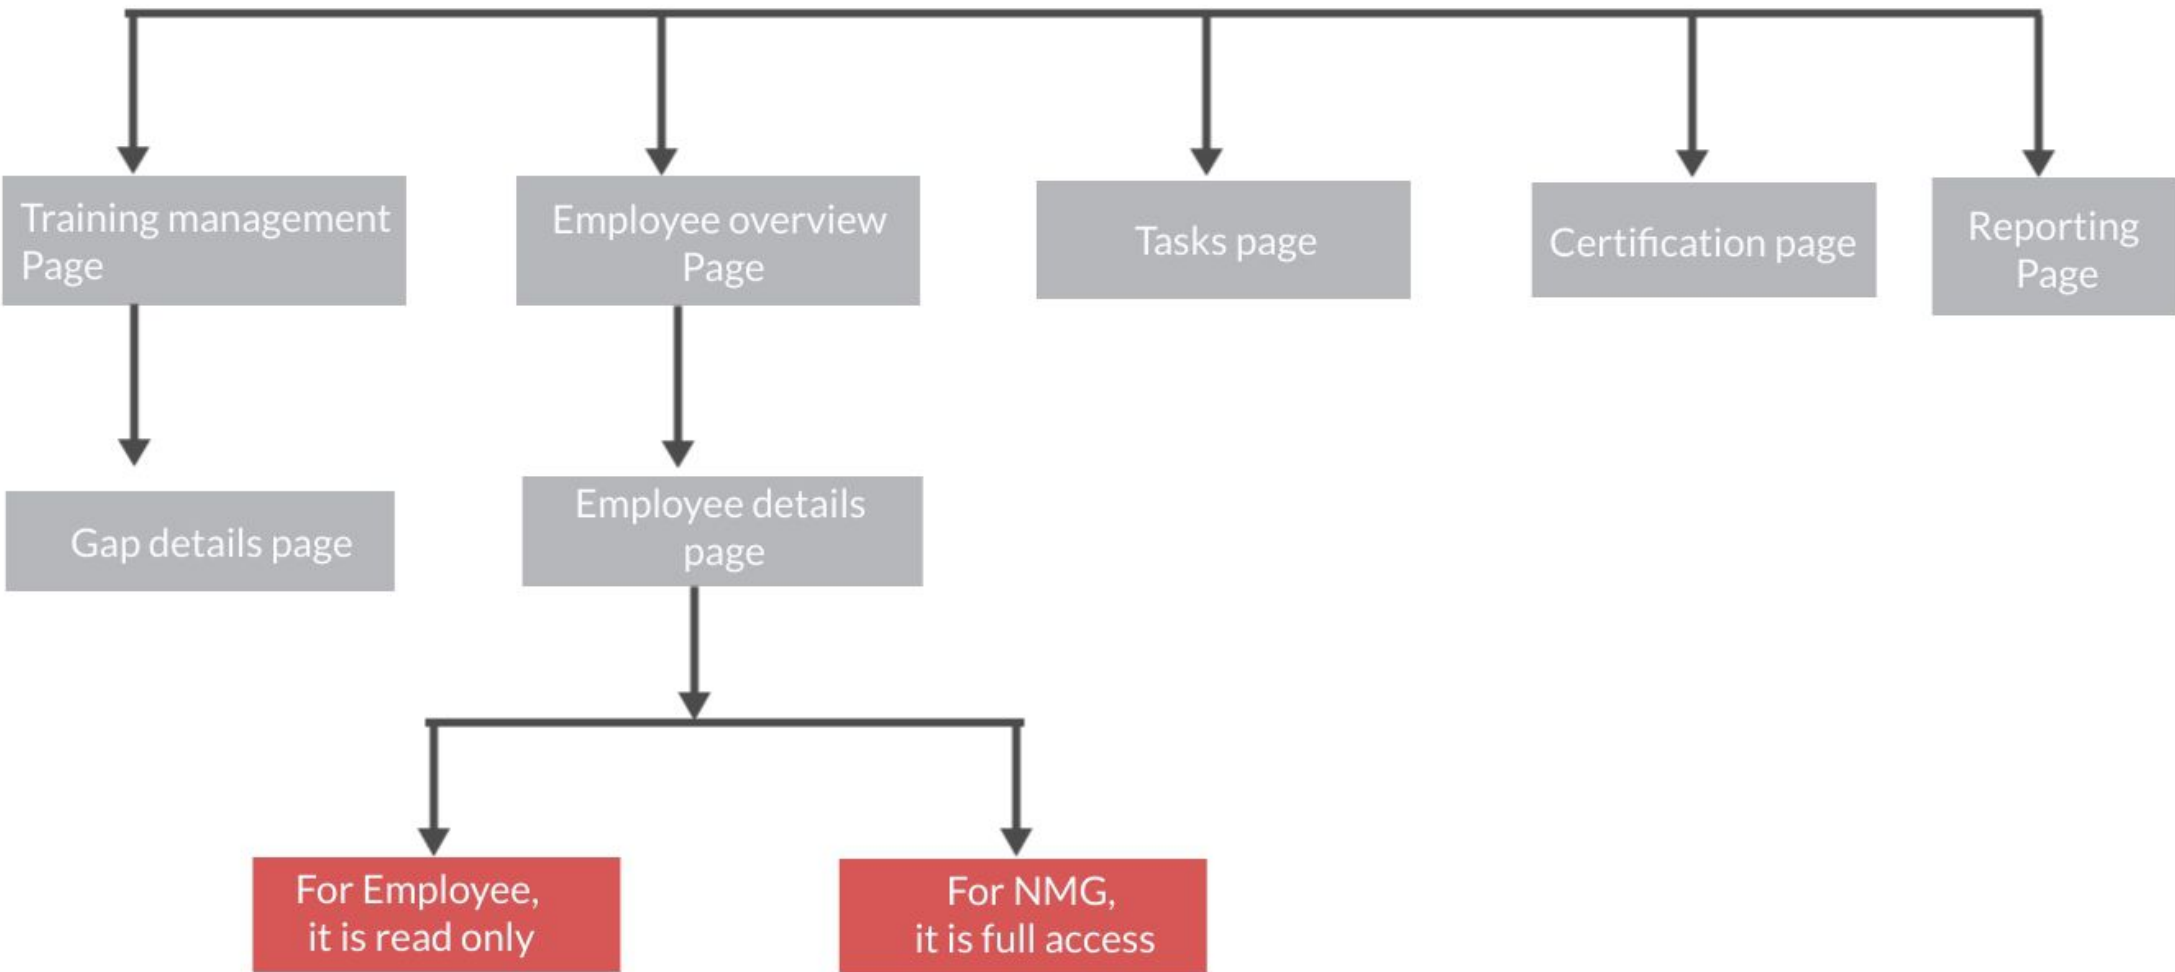 Training management
Page
Employee overview
Page
Tasks page
Certification page
Reporting
Page
Gap details page
Employee details
page
For Employee,
it is read only
For NMG,
it is full access